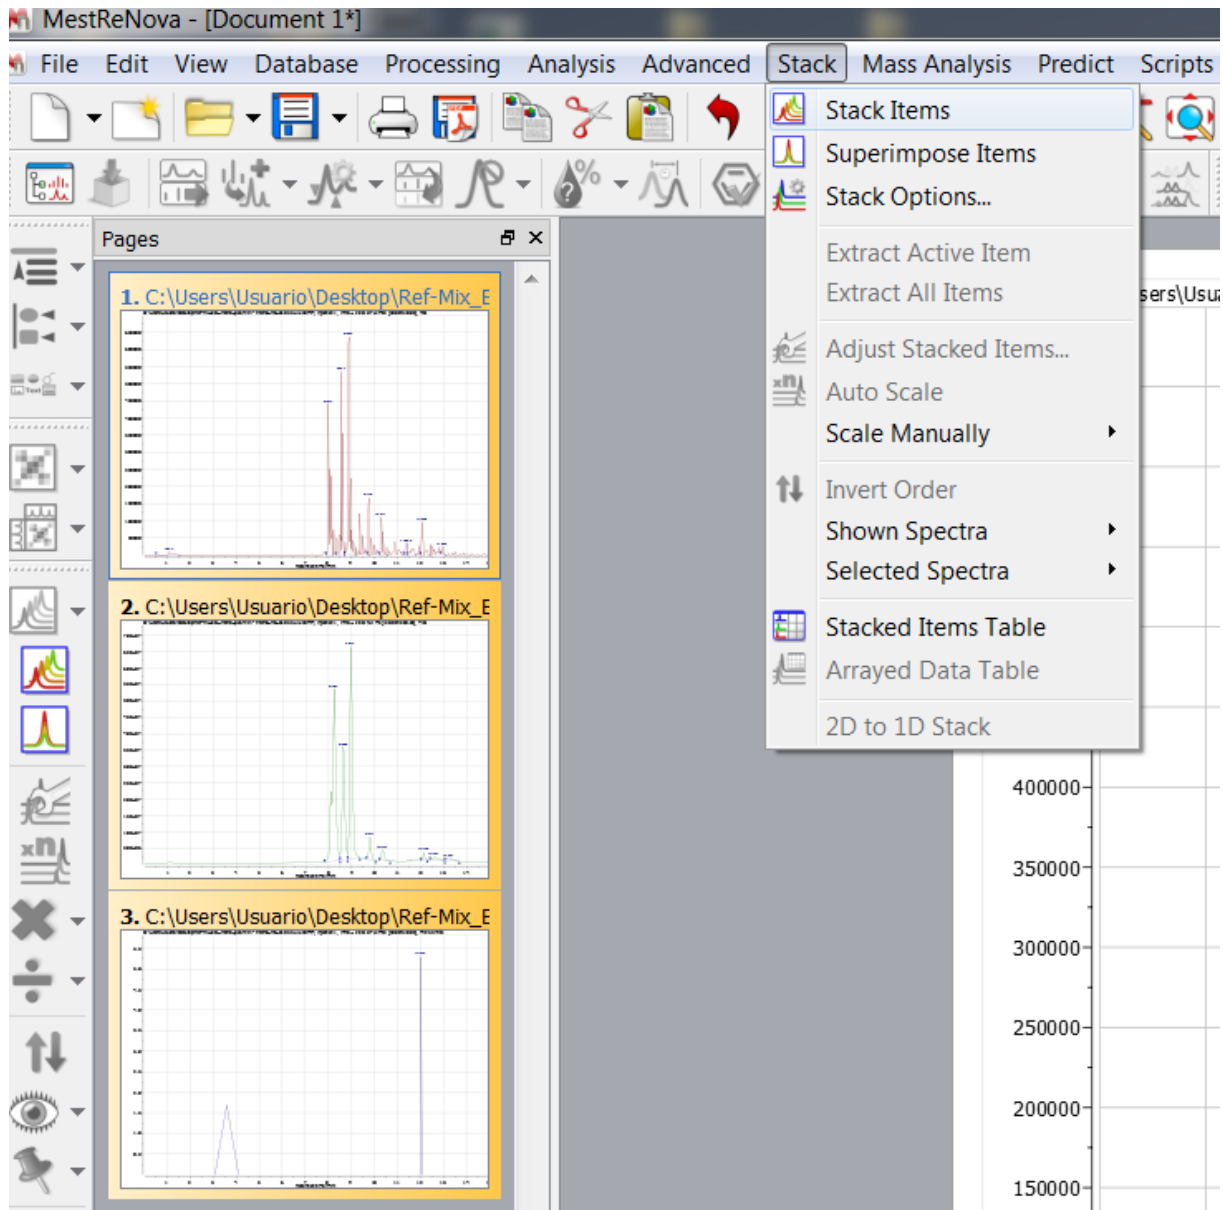 MestReNova - [Document 1*]
File Edit View Database Processing Analysis Advanced Stack Mass Analysis Predict Scripts
Stack Items
Superimpose Items
Stack Options...
Extract Active Item
Extract All Items
Adjust Stacked Items...
Auto Scale
Scale Manually
Invert Order
Shown Spectra
Selected Spectra
Stacked Items Table
Arrayed Data Table
2D to 1D Stack
Pages
1. C:\Users\Usuario\Desktop\Ref-Mix_E
2. C:\Users\Usuario\Desktop\Ref-Mix_E
3. C:\Users\Usuario\Desktop\Ref-Mix_E
sers\Usua
400000
350000
300000
250000
200000
150000